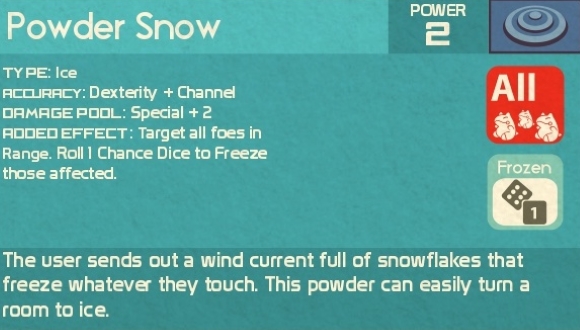 Powder Snow
POWER
2
TYPE: Ice
ACCURACY: Dexterity + Channel
DAMAGE POOL: Special + 2
ADDED EFFECT: Target all foes in
Range. Roll 1 Chance Dice to Freeze
those affected.
All
Frozen
1
The user sends out a wind current full of snowflakes that
freeze whatever they touch. This powder can easily turn a
room to ice.